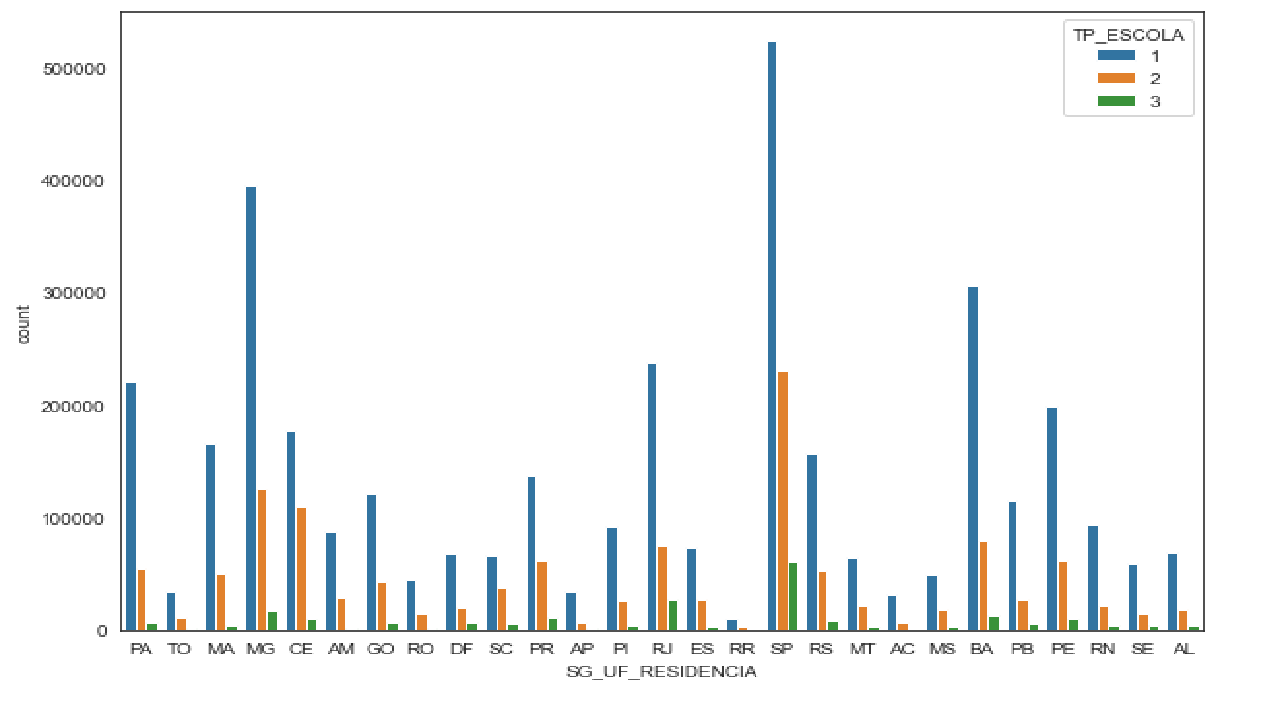 TP_ESCOLA
1
2
3
500000
400000
300000
200000
100000
0
count
PA TO MA MG CE AM GO RO DF SC PR AP PI RJ ES RR SP RS MT AC MS BA PB PE RN SE AL
SG_UF_RESIDENCIA